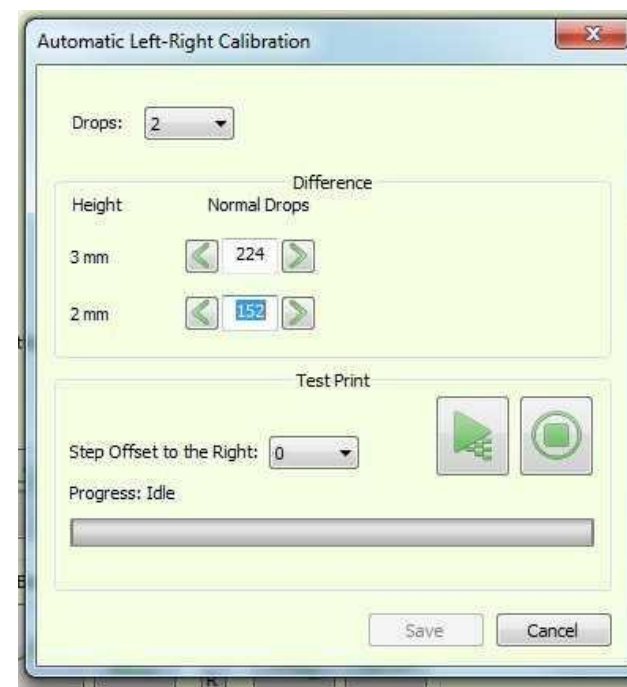 Automatic Left-Right Calibration
X
Drops: 2
Difference
Height Normal Drops
3 mm 224
2 mm 152
Test Print
Step Offset to the Right: 0
Progress: Idle
Save Cancel